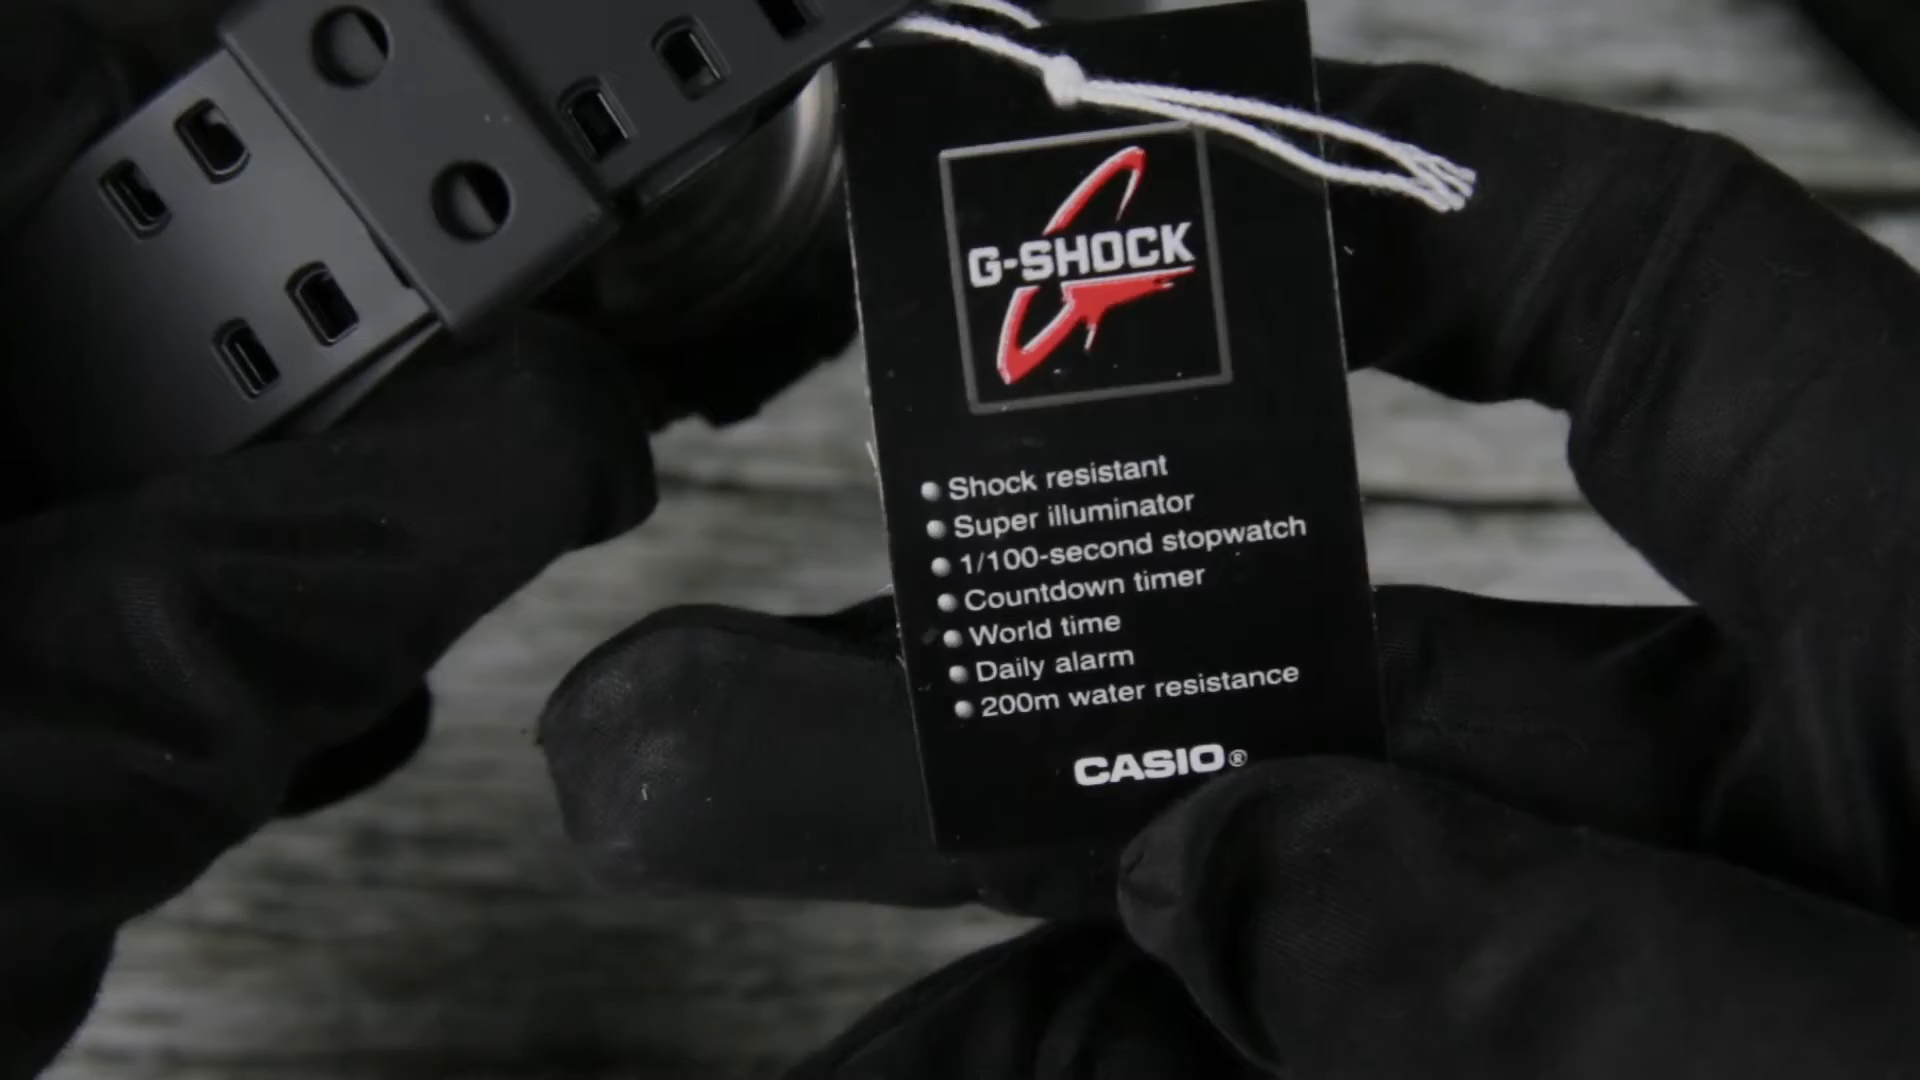 G-SHOCK
Shock resistant
Super illuminator
1/100-second stopwatch
Countdown timer
World time
Daily alarm
200m water resistance
CASIO®